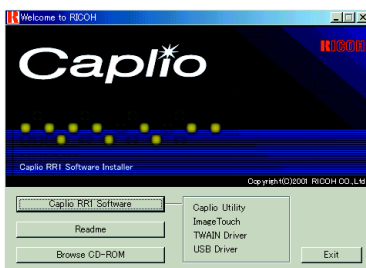 Welcome to RICOH
Caplio
RICOH
Caplio RR1 Software Installer
Copyright(C)2001 RICOH CO.,Ltd
Caplio RR1 Software
Readme
Browse CD-ROM
Caplio Utility
ImageTouch
TWAIN Driver
USB Driver
Exit